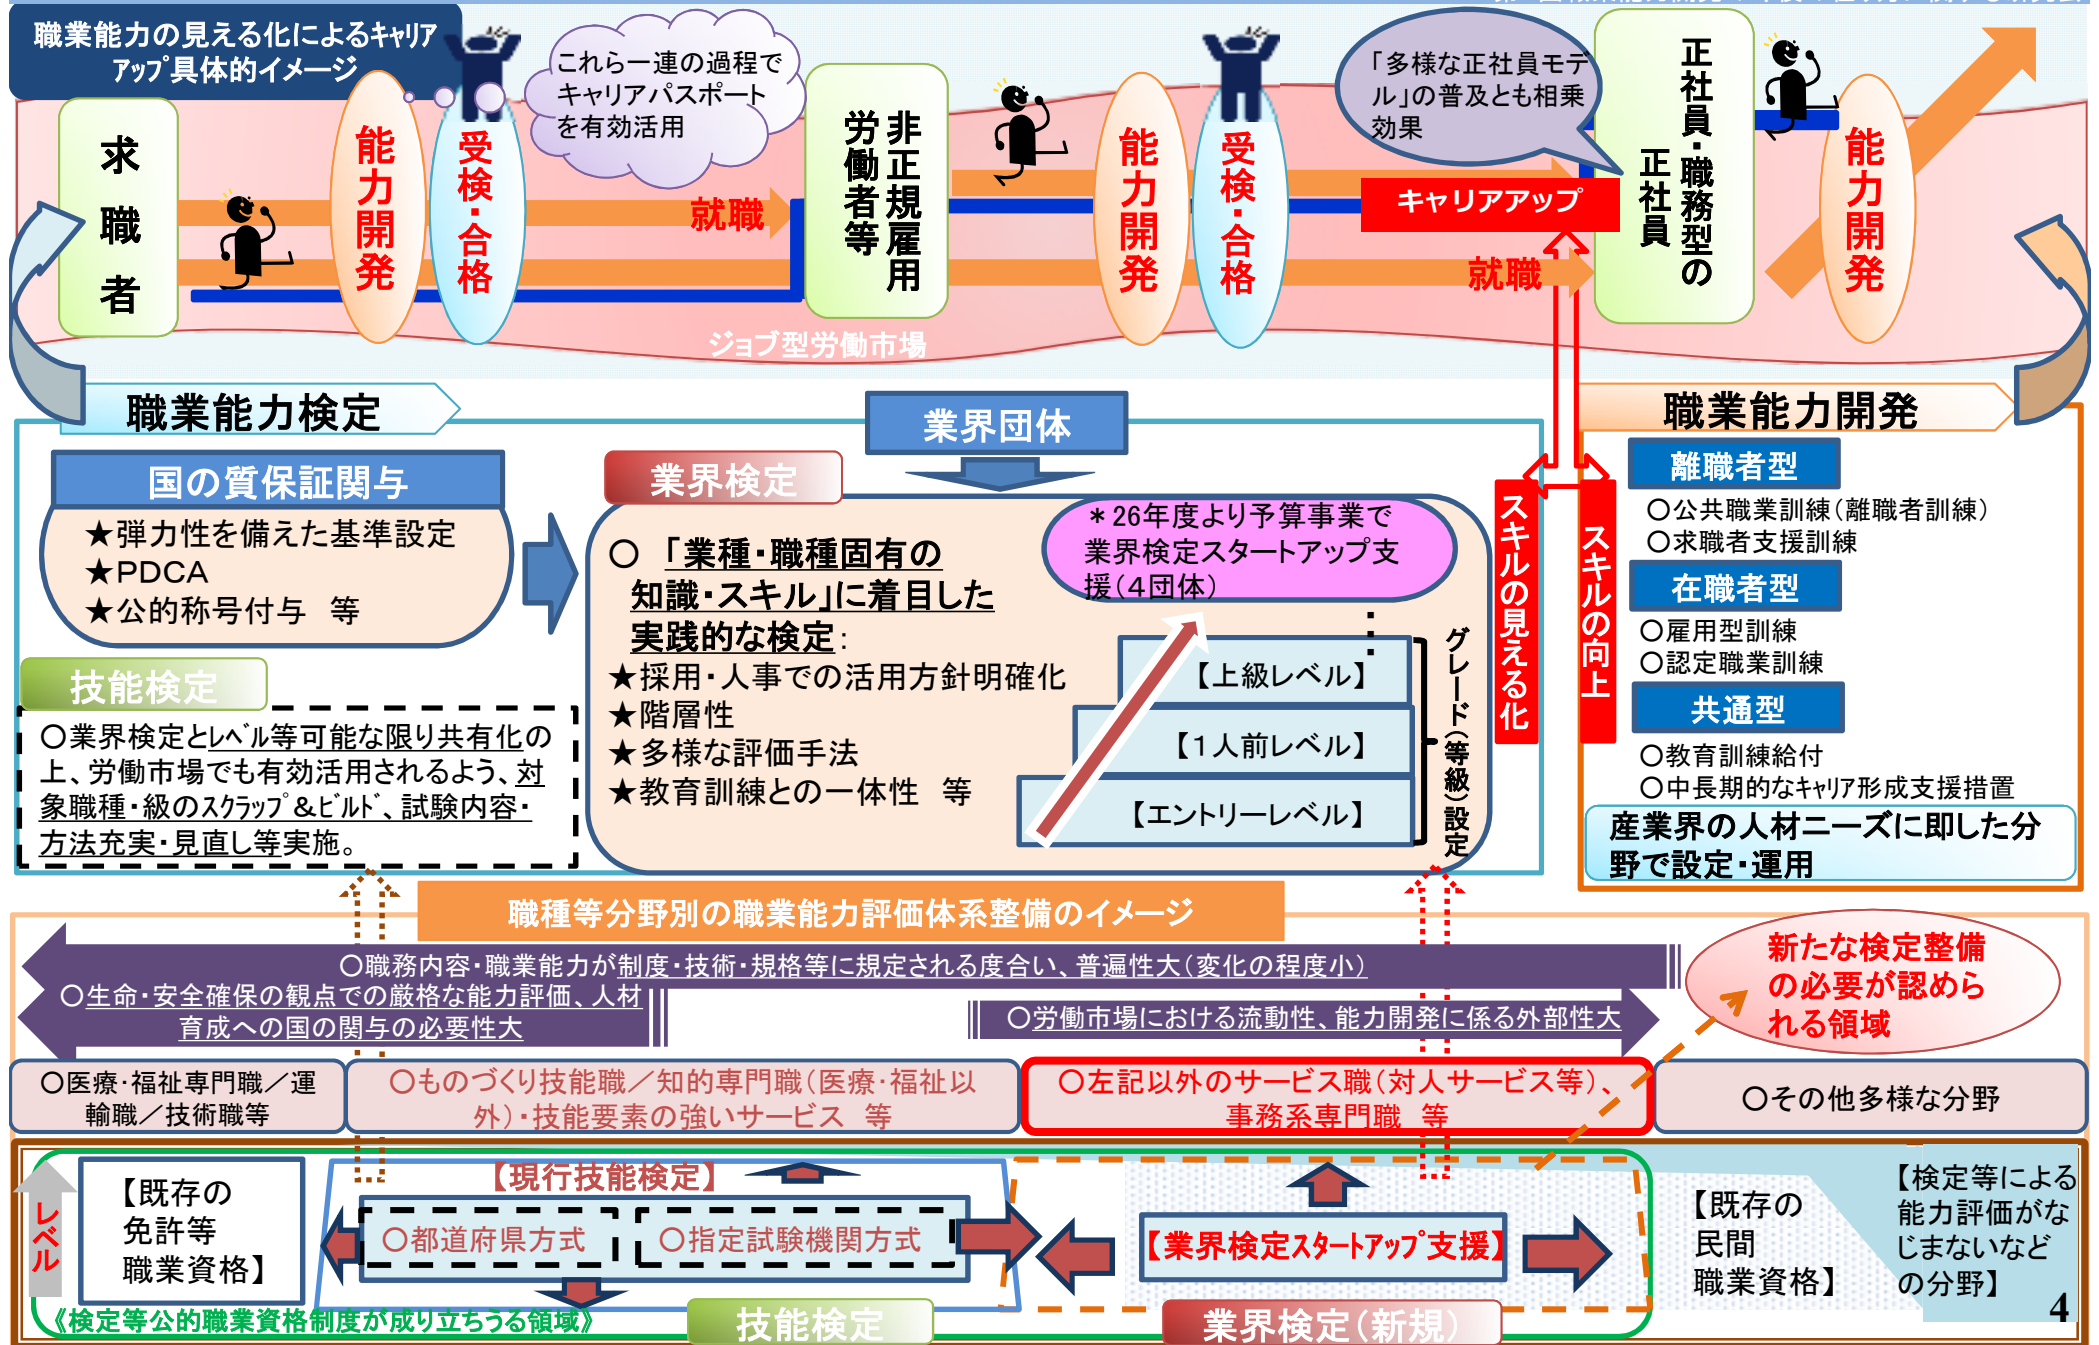 職業能力の見える化によるキャリア
アップ具体的イメージ
これら一連の過程で
キャリアパスポート
を有効活用
「多様な正社員モデ
ル」の普及とも相乗
効果
求職者
能力開発
受検・合格
就職
非正規雇用
労働者等
能力開発
受検・合格
キャリアアップ
就職
正社員・職務型の
正社員
能力開発
ジョブ型労働市場
職業能力検定
業界団体
職業能力開発
国の質保証関与
★弾力性を備えた基準設定
★PDCA
★公的称号付与 等
業界検定
○ 「業種・職種固有の
知識・スキル」に着目した
実践的な検定:
★採用・人事での活用方針明確化
★階層性
★多様な評価手法
★教育訓練との一体性 等
＊26年度より予算事業で
業界検定スタートアップ支
援(4団体)
【上級レベル】
【1人前レベル】
【エントリーレベル】
グレード(等級)設定
スキルの見える化
スキルの向上
離職者型
○公共職業訓練(離職者訓練)
○求職者支援訓練
在職者型
○雇用型訓練
○認定職業訓練
共通型
○教育訓練給付
○中長期的なキャリア形成支援措置
産業界の人材ニーズに即した分
野で設定・運用
技能検定
○業界検定とレベル等可能な限り共有化の
上、労働市場でも有効活用されるよう、対
象職種・級のスクラップ&ビルド、試験内容・
方法充実・見直し等実施。
職種等分野別の職業能力評価体系整備のイメージ
○職務内容・職業能力が制度・技術・規格等に規定される度合い、普遍性大(変化の程度小)
○生命・安全確保の観点での厳格な能力評価、人材
育成への国の関与の必要性大
○労働市場における流動性、能力開発に係る外部性大
新たな検定整備
の必要が認めら
れる領域
○医療・福祉専門職/運
輸職/技術職等
○ものづくり技能職/知的専門職(医療・福祉以
外)・技能要素の強いサービス 等
○左記以外のサービス職(対人サービス等)、
事務系専門職 等
○その他多様な分野
レベル
【既存の
免許等
職業資格】
【現行技能検定】
○都道府県方式
○指定試験機関方式
【業界検定スタートアップ支援】
【既存の
民間
職業資格】
【検定等による
能力評価がな
じまないなど
の分野】
《検定等公的職業資格制度が成り立ちうる領域》
技能検定
業界検定(新規)
4